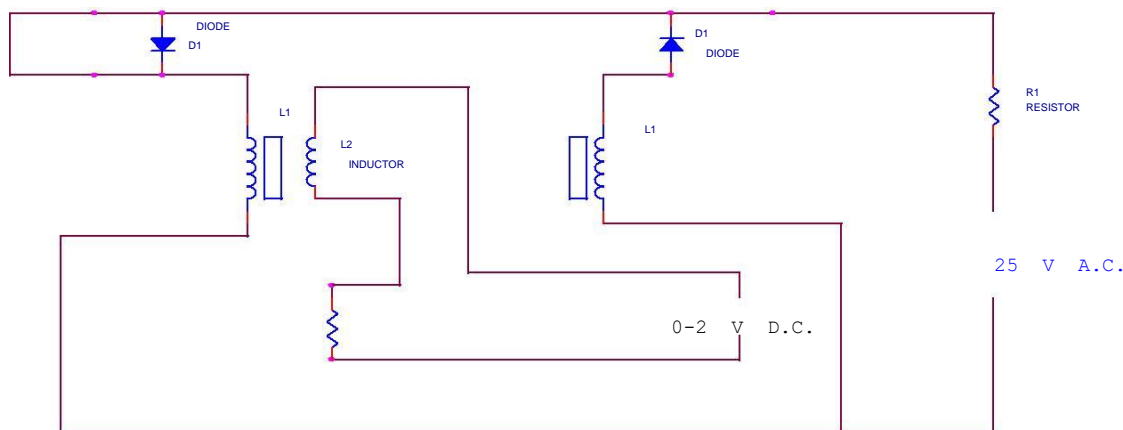 DIODE
D1
D1
DIODE
R1
RESISTOR
L1
L2
INDUCTOR
L1
25 V A.C.
0-2 V D.C.